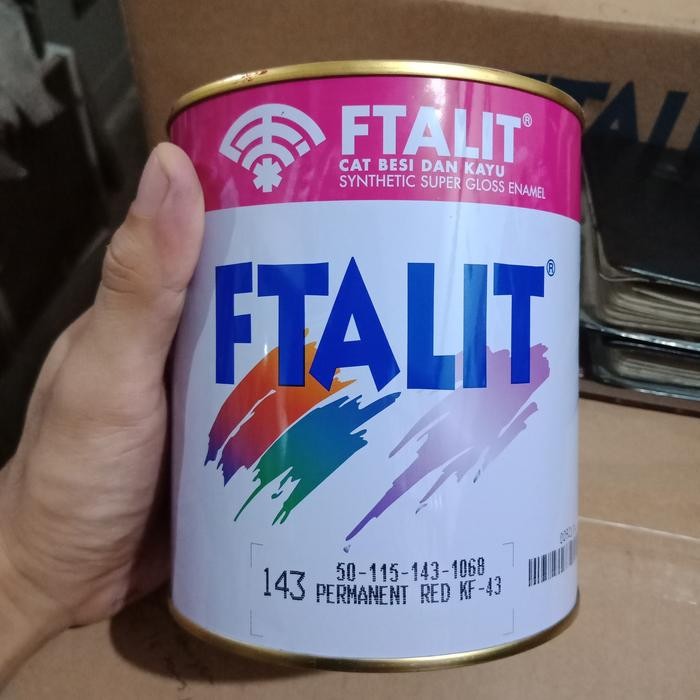 FTALIT®
CAT BESI DAN KAYU
SYNTHETIC SUPER GLOSS ENAMEL
FTALIT®
143
50-115-143-1068
PERMANENT RED KF-43